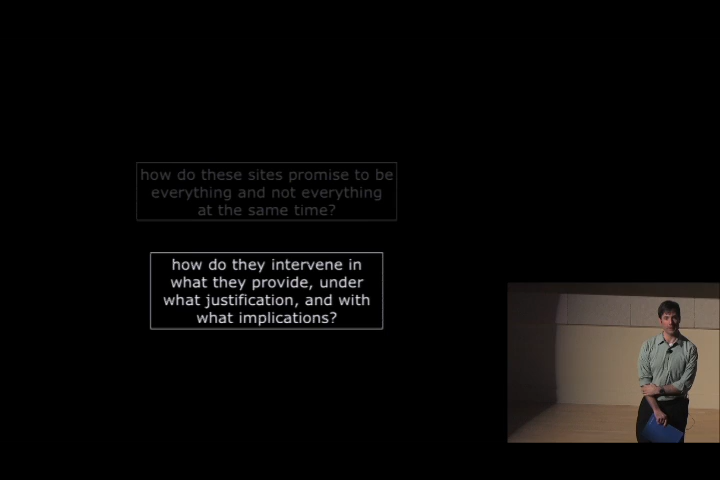 how do these sites promise to be
everything and not everything
at the same time?
how do they intervene in
what they provide, under
what justification, and with
what implications?